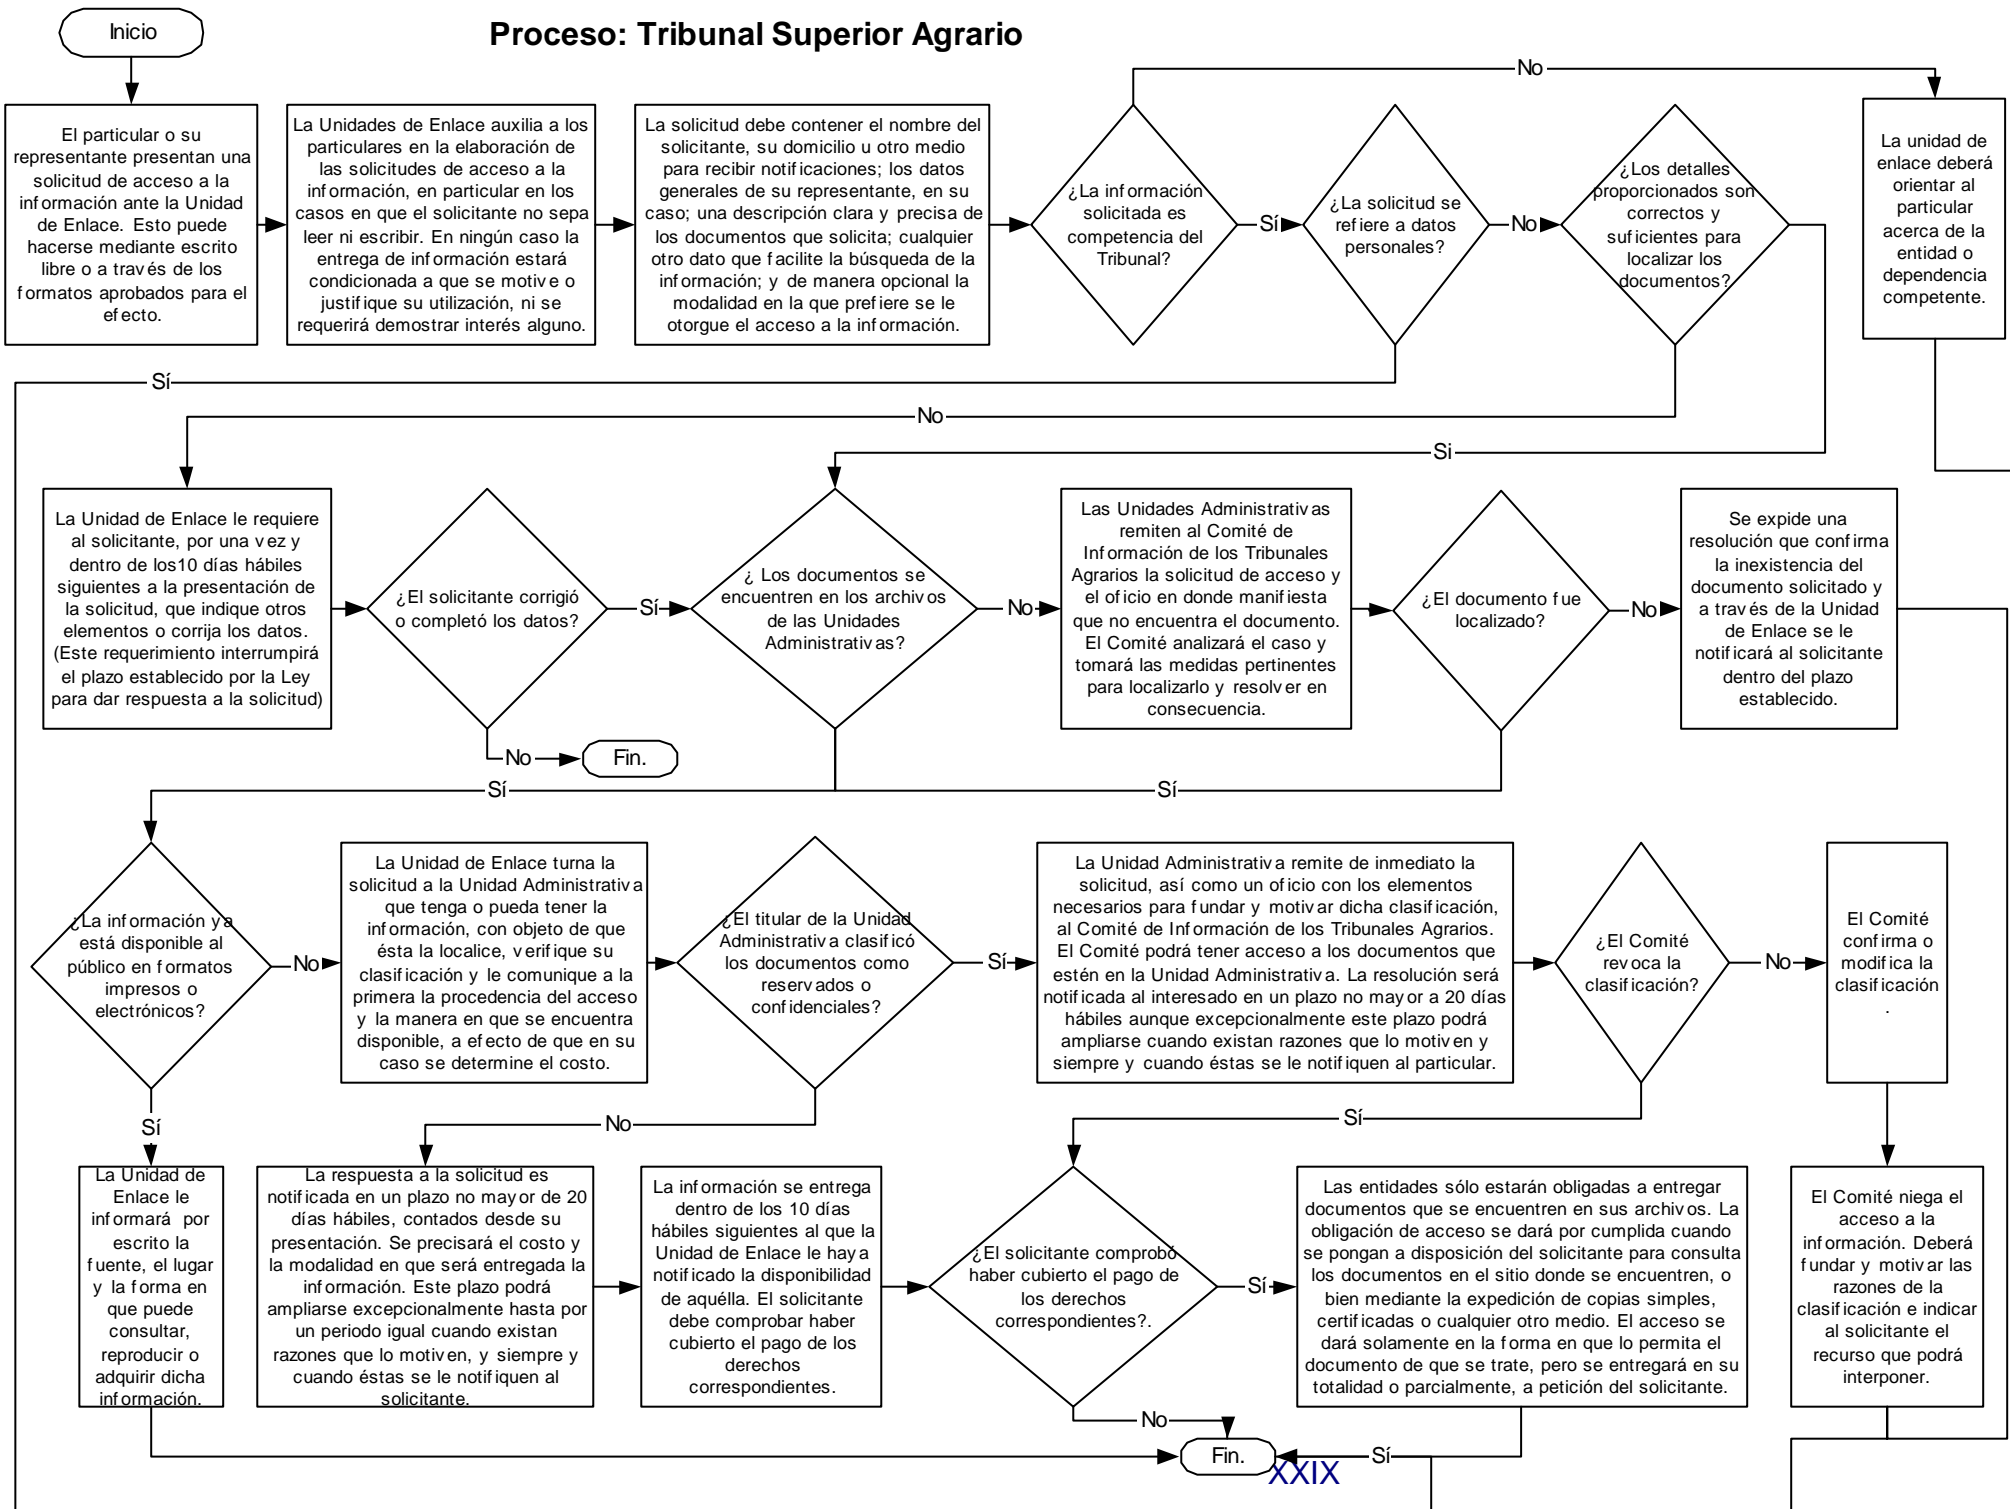 Proceso: Tribunal Superior Agrario
Inicio
El particular o su
representante presentan una
solicitud de acceso a la
información ante la Unidad
de Enlace. Esto puede
hacerse mediante escrito
libre o a través de los
formatos aprobados para el
efecto.
La Unidades de Enlace auxilia a los
particulares en la elaboración de
las solicitudes de acceso a la
información, en particular en los
casos en que el solicitante no sepa
leer ni escribir. En ningún caso la
entrega de información estará
condicionada a que se motive o
justifique su utilización, ni se
requerirá demostrar interés alguno.
La solicitud debe contener el nombre del
solicitante, su domicilio u otro medio
para recibir notificaciones; los datos
generales de su representante, en su
caso; una descripción clara y precisa de
los documentos que solicita; cualquier
otro dato que facilite la búsqueda de la
información; y de manera opcional la
modalidad en la que prefiere se le
otorgue el acceso a la información.
¿La información
solicitada es
competencia del
Tribunal?
No
Sí
¿La solicitud se
refiere a datos
personales?
No
¿Los detalles
proporcionados son
correctos y
suficientes para
localizar los
documentos?
La unidad de
enlace deberá
orientar al
particular
acerca de la
entidad o
dependencia
competente.
Sí
No
Si
La Unidad de Enlace le requiere
al solicitante, por una vez y
dentro de los10 días hábiles
siguientes a la presentación de
la solicitud, que indique otros
elementos o corrija los datos.
(Este requerimiento interrumpirá
el plazo establecido por la Ley
para dar respuesta a la solicitud)
¿El solicitante corrigió
o completó los datos?
Sí
No
Fin.
¿ Los documentos se
encuentren en los archivos
de las Unidades
Administrativas?
No
Las Unidades Administrativas
remiten al Comité de
Información de los Tribunales
Agrarios la solicitud de acceso y
el oficio en donde manifiesta
que no encuentra el documento.
El Comité analizará el caso y
tomará las medidas pertinentes
para localizarlo y resolver en
consecuencia.
¿El documento fue
localizado?
No
Se expide una
resolución que confirma
la inexistencia del
documento solicitado y
a través de la Unidad
de Enlace se le
notificará al solicitante
dentro del plazo
establecido.
Sí
Sí
¿La información ya
está disponible al
público en formatos
impresos o
electrónicos?
No
La Unidad de Enlace turna la
solicitud a la Unidad Administrativa
que tenga o pueda tener la
información, con objeto de que
ésta la localice, verifique su
clasificación y le comunique a la
primera la procedencia del acceso
y la manera en que se encuentra
disponible, a efecto de que en su
caso se determine el costo.
¿El titular de la Unidad
Administrativa clasificó
los documentos como
reservados o
confidenciales?
Sí
La Unidad Administrativa remite de inmediato la
solicitud, así como un oficio con los elementos
necesarios para fundar y motivar dicha clasificación,
al Comité de Información de los Tribunales Agrarios.
El Comité podrá tener acceso a los documentos que
estén en la Unidad Administrativa. La resolución será
notificada al interesado en un plazo no mayor a 20 días
hábiles aunque excepcionalmente este plazo podrá
ampliarse cuando existan razones que lo motiven y
siempre y cuando éstas se le notifiquen al particular.
¿El Comité
revoca la
clasificación?
No
El Comité
confirma o
modifica la
clasificación
.
Sí
No
Sí
La Unidad de
Enlace le
informará por
escrito la
fuente, el lugar
y la forma en
que puede
consultar,
reproducir o
adquirir dicha
información.
La respuesta a la solicitud es
notificada en un plazo no mayor de 20
días hábiles, contados desde su
presentación. Se precisará el costo y
la modalidad en que será entregada la
información. Este plazo podrá
ampliarse excepcionalmente hasta por
un periodo igual cuando existan
razones que lo motiven, y siempre y
cuando éstas se le notifiquen al
solicitante.
La información se entrega
dentro de los 10 días
hábiles siguientes al que la
Unidad de Enlace le haya
notificado la disponibilidad
de aquélla. El solicitante
debe comprobar haber
cubierto el pago de los
derechos
correspondientes.
¿El solicitante comprobó
haber cubierto el pago de
los derechos
correspondientes?.
Sí
Las entidades sólo estarán obligadas a entregar
documentos que se encuentren en sus archivos. La
obligación de acceso se dará por cumplida cuando
se pongan a disposición del solicitante para consulta
los documentos en el sitio donde se encuentren, o
bien mediante la expedición de copias simples,
certificadas o cualquier otro medio. El acceso se
dará solamente en la forma en que lo permita el
documento de que se trate, pero se entregará en su
totalidad o parcialmente, a petición del solicitante.
El Comité niega el
acceso a la
información. Deberá
fundar y motivar las
razones de la
clasificación e indicar
al solicitante el
recurso que podrá
interponer.
No
Fin.
Sí
XXIX